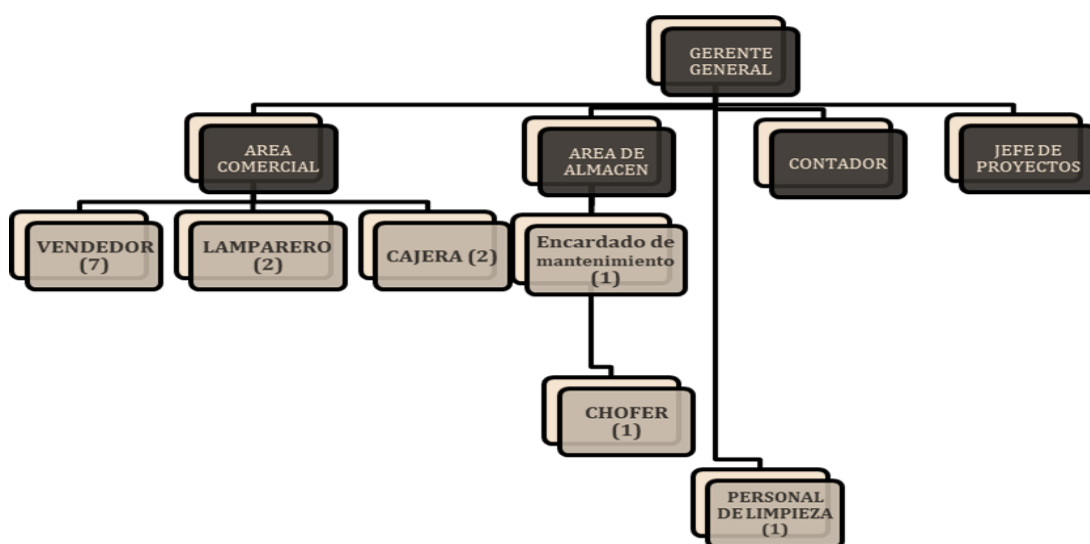 GERENTE
GENERAL
AREA
COMERCIAL
AREA DE
ALMACEN
CONTADOR
JEFE DE
PROYECTOS
VENDEDOR
(7)
LAMPARERO
(2)
CAJERA (2)
Encardado de
mantenimiento
(1)
CHOFER
(1)
PERSONAL
DE LIMPIEZA
(1)